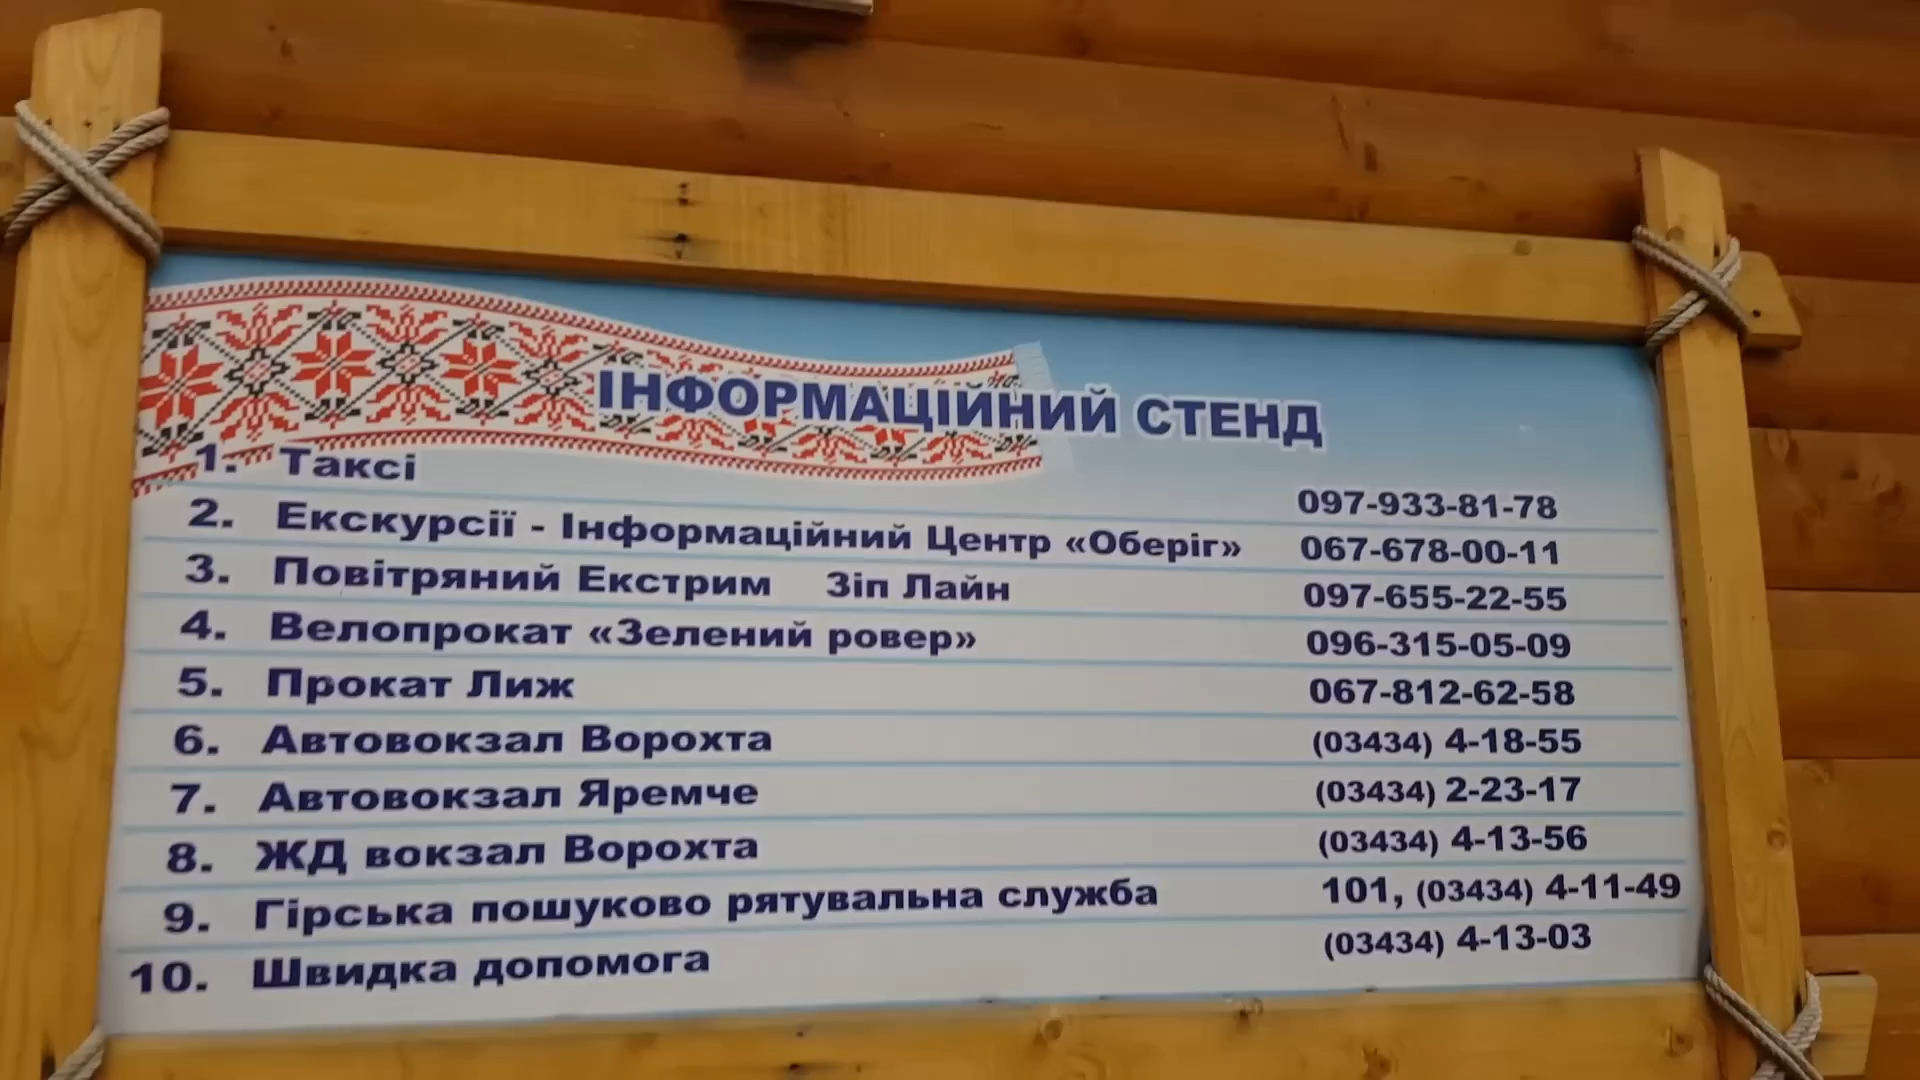 ІНФОРМАЦІЙНИЙ СТЕНД
1. Таксі 097-933-81-78
2. Екскурсії - Інформаційний Центр «Оберіг» 067-678-00-11
3. Повітряний Екстрим Зіп Лайн 097-655-22-55
4. Велопрокат «Зелений ровер» 096-315-05-09
5. Прокат Лиж 067-812-62-58
6. Автовокзал Ворохта (03434) 4-18-55
7. Автовокзал Яремче (03434) 2-23-17
8. ЖД вокзал Ворохта (03434) 4-13-56
9. Гірська пошуково рятувальна служба 101, (03434) 4-11-49
10. Швидка допомога (03434) 4-13-03